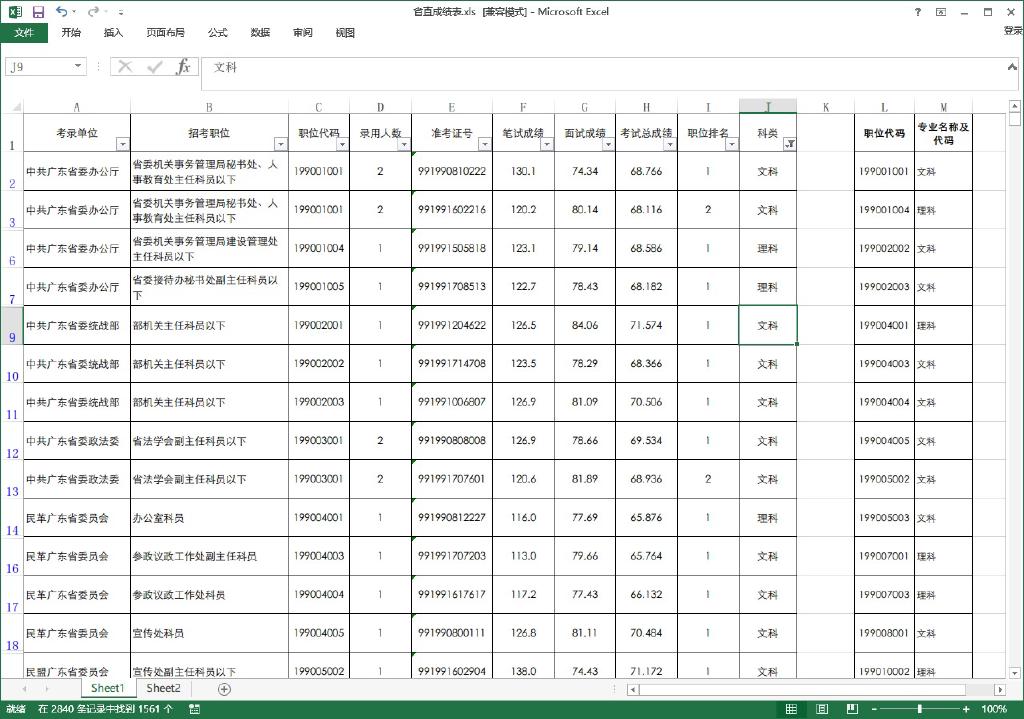 省直成绩表.xls [兼容模式] - Microsoft Excel
登录
文件 开始 插入 页面布局 公式 数据 审阅 视图
J9 fx 文科
A B C D E F G H I J K L M
1 考录单位 招考职位 职位代码 录用人数 准考证号 笔试成绩 面试成绩 考试总成绩 职位排名 科类 职位代码 专业名称及代码
2 中共广东省委办公厅 省委机关事务管理局秘书处、人事教育处主任科员以下 199001001 2 991990810222 130.1 74.34 68.766 1 文科 199001001 文科
3 中共广东省委办公厅 省委机关事务管理局秘书处、人事教育处主任科员以下 199001001 2 991991602216 120.2 80.14 68.116 2 文科 199001004 理科
6 中共广东省委办公厅 省委机关事务管理局建设管理处主任科员以下 199001004 1 991991505818 123.1 79.14 68.586 1 理科 199002002 文科
7 中共广东省委办公厅 省委接待办秘书处副主任科员以下 199001005 1 991991708513 122.7 78.43 68.182 1 理科 199002003 文科
9 中共广东省委统战部 部机关主任科员以下 199002001 1 991991204622 126.5 84.06 71.574 1 文科 199004001 理科
10 中共广东省委统战部 部机关主任科员以下 199002002 1 991991714708 123.5 78.29 68.366 1 文科 199004003 文科
11 中共广东省委统战部 部机关主任科员以下 199002003 1 991991006807 126.9 81.09 70.506 1 文科 199004004 文科
12 中共广东省委政法委 省法学会副主任科员以下 199003001 2 991990808008 126.9 78.66 69.534 1 文科 199004005 文科
13 中共广东省委政法委 省法学会副主任科员以下 199003001 2 991991707601 120.6 81.89 68.936 2 文科 199005002 文科
14 民革广东省委员会 办公室科员 199004001 1 991990812227 116.0 77.69 65.876 1 理科 199005003 文科
16 民革广东省委员会 参政议政工作处副主任科员 199004003 1 991991707203 113.0 79.66 65.764 1 文科 199007001 理科
17 民革广东省委员会 参政议政工作处科员 199004004 1 991991617617 117.2 77.43 66.132 1 文科 199007003 理科
18 民革广东省委员会 宣传处科员 199004005 1 991990800111 126.8 81.11 70.484 1 文科 199008001 文科
民盟广东省委员会 宣传处副主任科员以下 199005002 1 991991602904 138.0 74.43 71.172 1 文科 199010002 理科
Sheet1 Sheet2
就绪 在 2840 条记录中找到 1561 个 100%